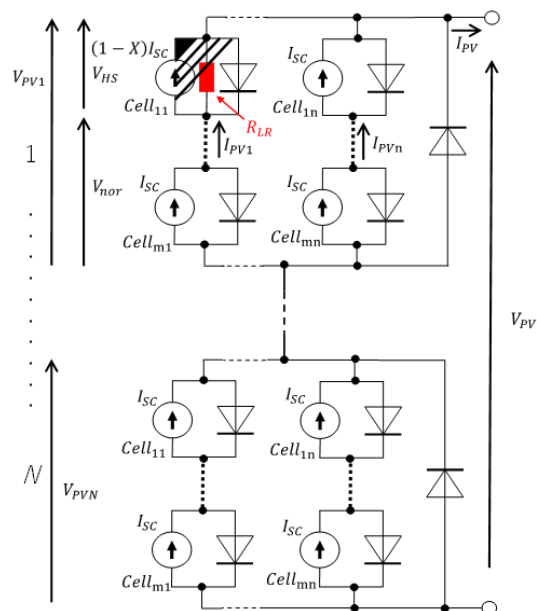 I_PV
(1 − X)I_SC
V_PV1
V_HS
Cell_11
I_SC
Cell_1n
R_LR
I_PV1
I_PVn
1
V_nor
I_SC
Cell_m1
I_SC
Cell_mn
V_PV
I_SC
Cell_11
I_SC
Cell_1n
N
V_PVN
I_SC
Cell_m1
I_SC
Cell_mn